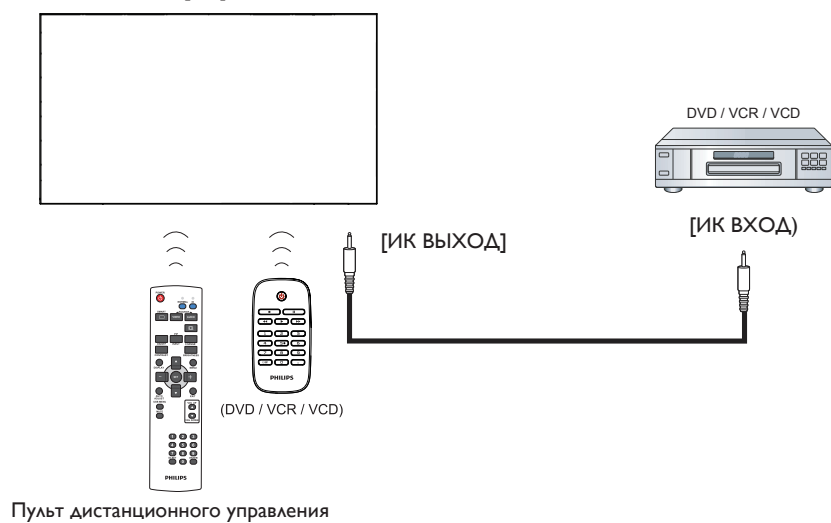 DVD / VCR / VCD
[ИК ВЫХОД]
[ИК ВХОД)
PHILIPS
(DVD / VCR / VCD)
PHILIPS
Пульт дистанционного управления